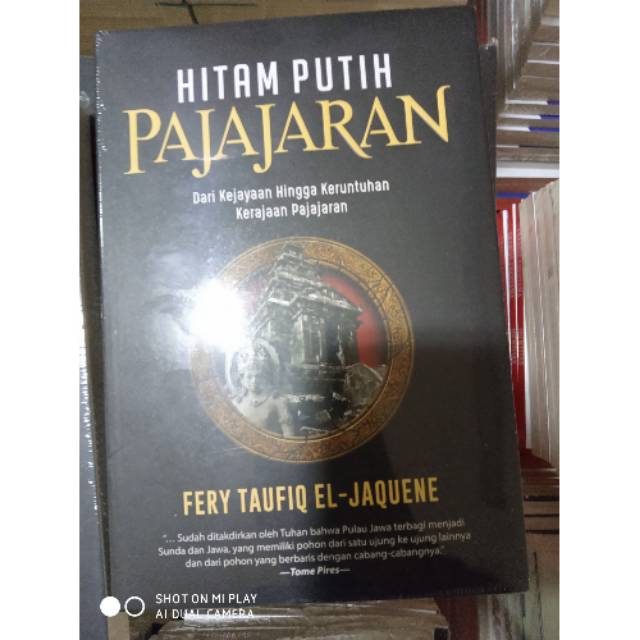 HITAM PUTIH
PAJAJARAN
Dari Kejayaan Hingga Keruntuhan
Kerajaan Pajajaran
FERY TAUFIQ EL-JAQUENE
“... Sudah ditakdirkan oleh Tuhan bahwa Pulau Jawa terbagi menjadi
Sunda dan Jawa, yang memiliki pohon dari satu ujung ke ujung lainnya
dan dari pohon yang berbaris dengan cabang-cabangnya.”
—Tome Pires—
SHOT ON MI PLAY
AI DUAL CAMERA